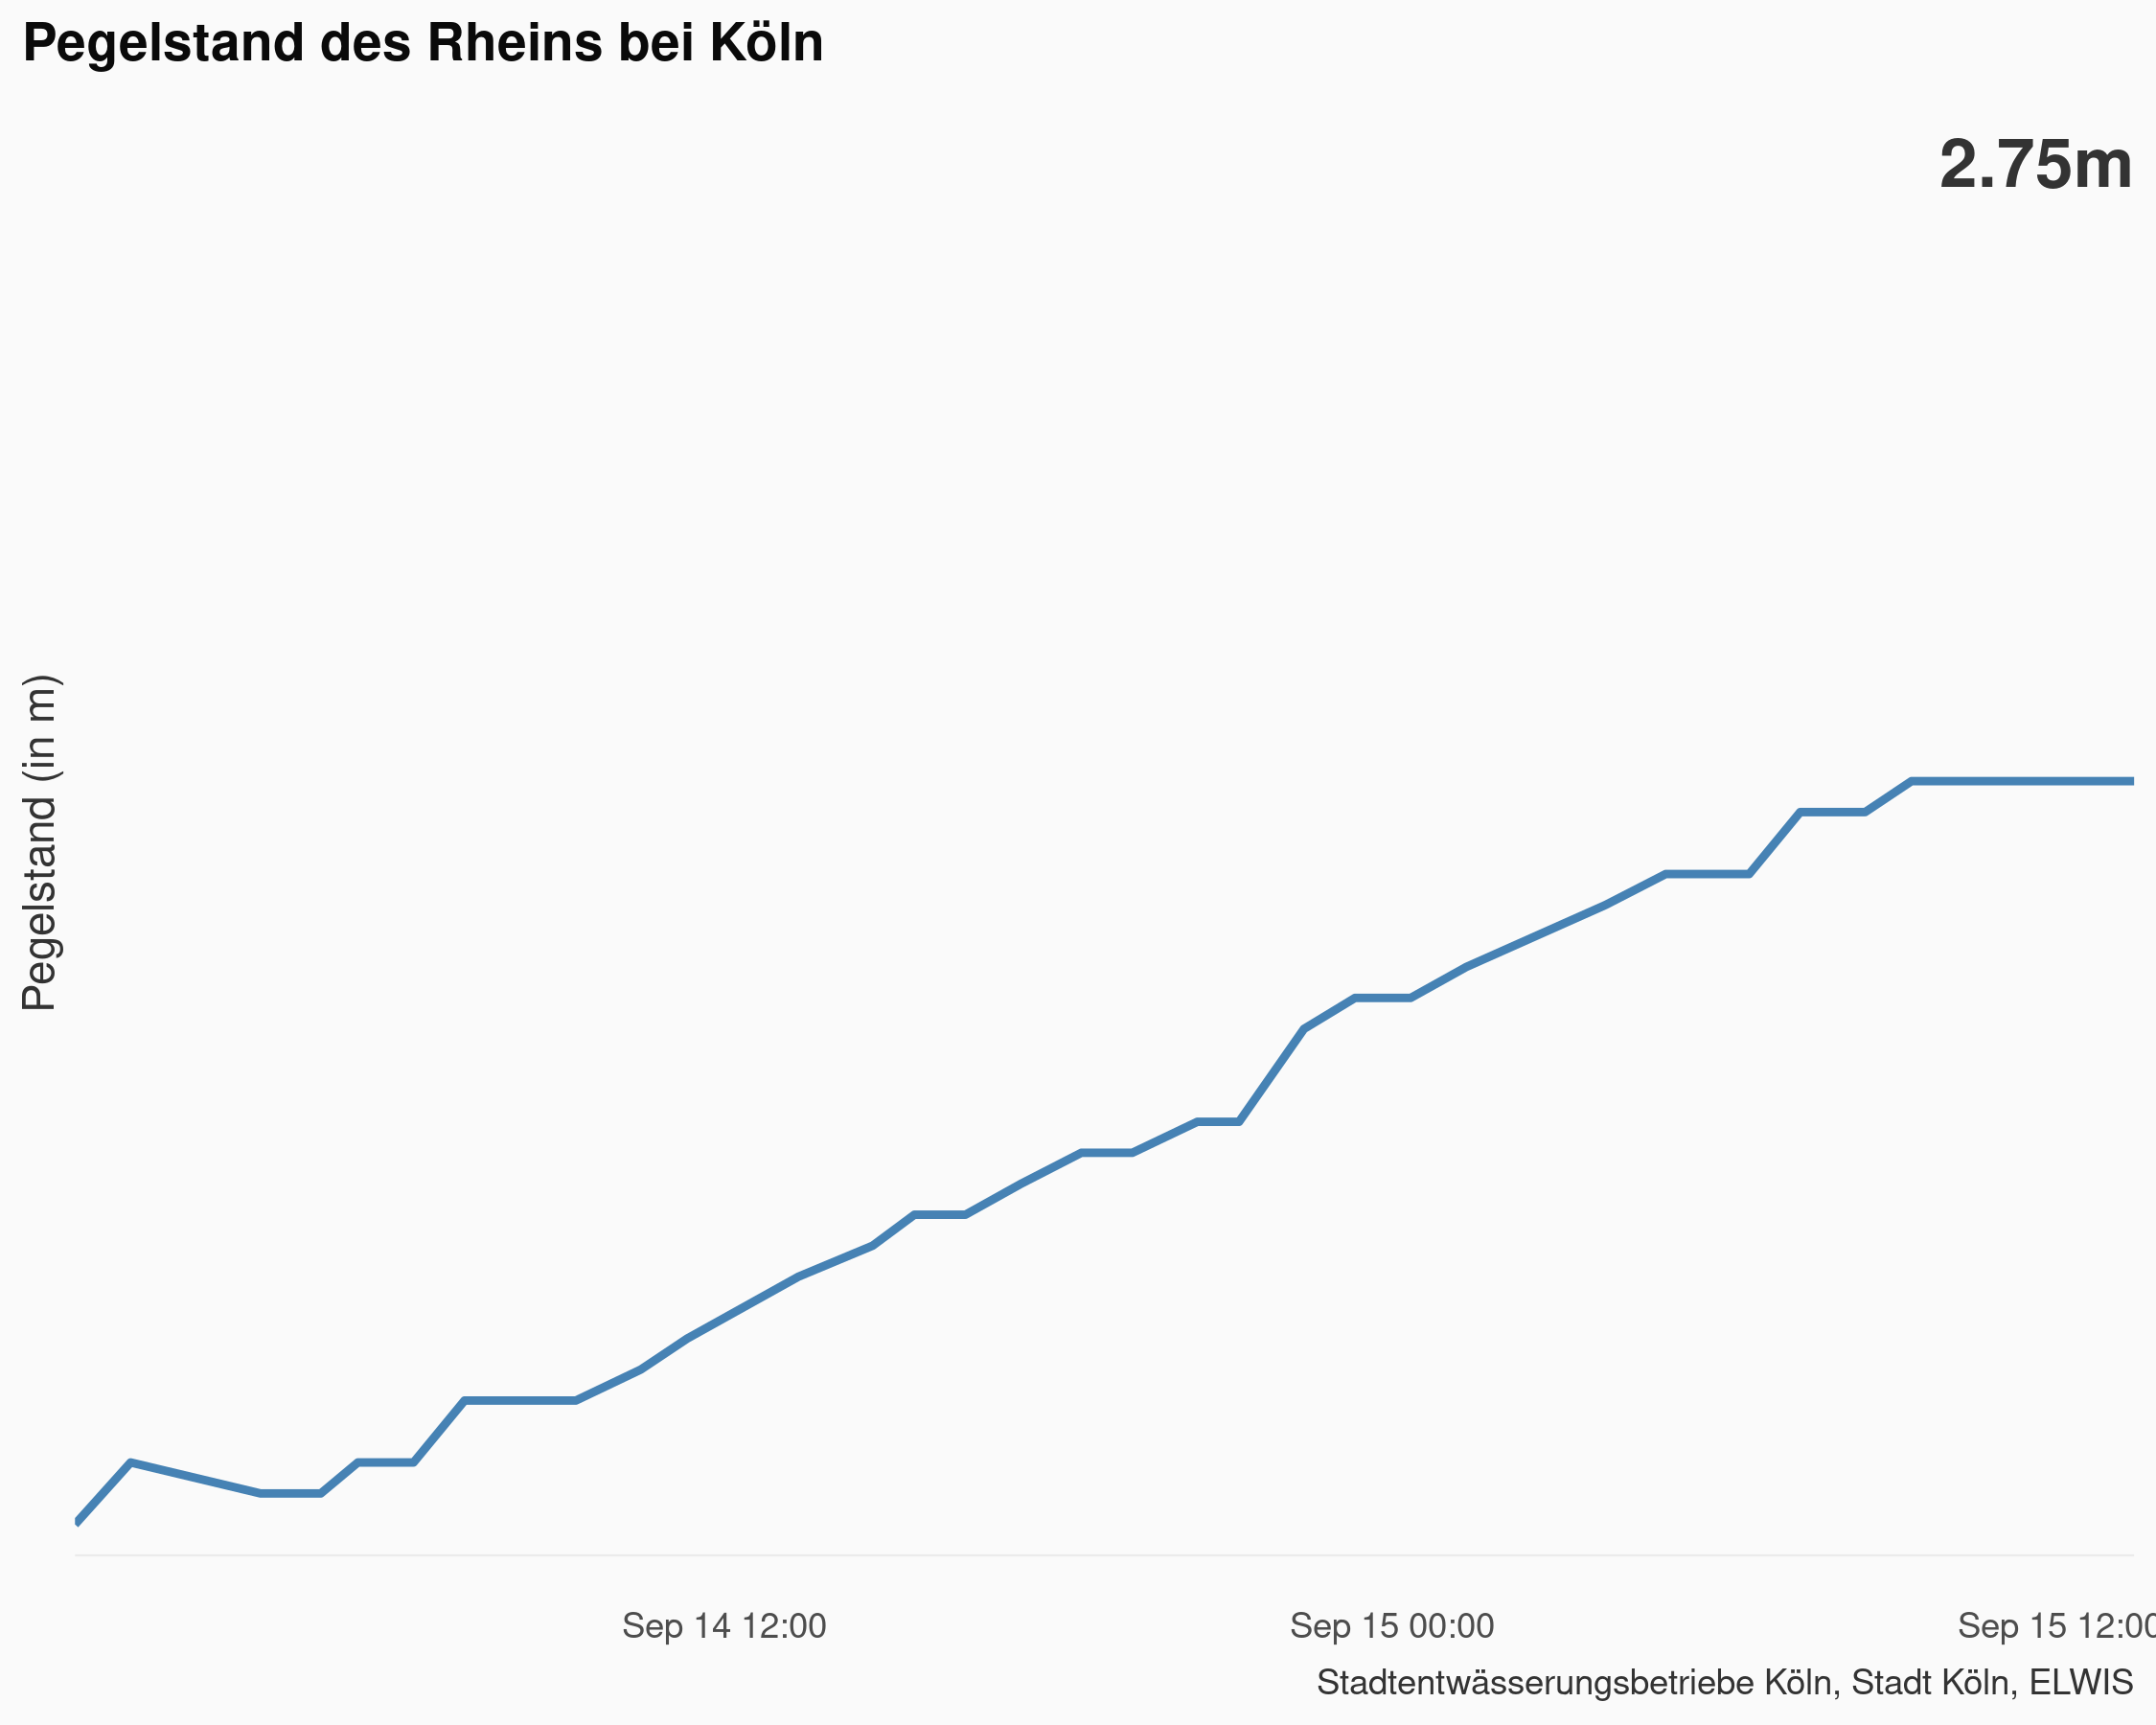 Pegelstand des Rheins bei Köln
2.75m
Pegelstand (in m)
Sep 14 12:00
Sep 15 00:00
Sep 15 12:00
Stadtentwässerungsbetriebe Köln, Stadt Köln, ELWIS